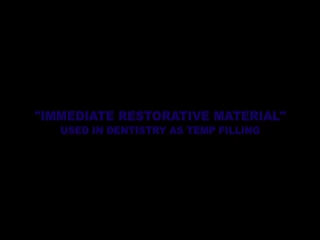 "IMMEDIATE RESTORATIVE MATERIAL"
USED IN DENTISTRY AS TEMP FILLING